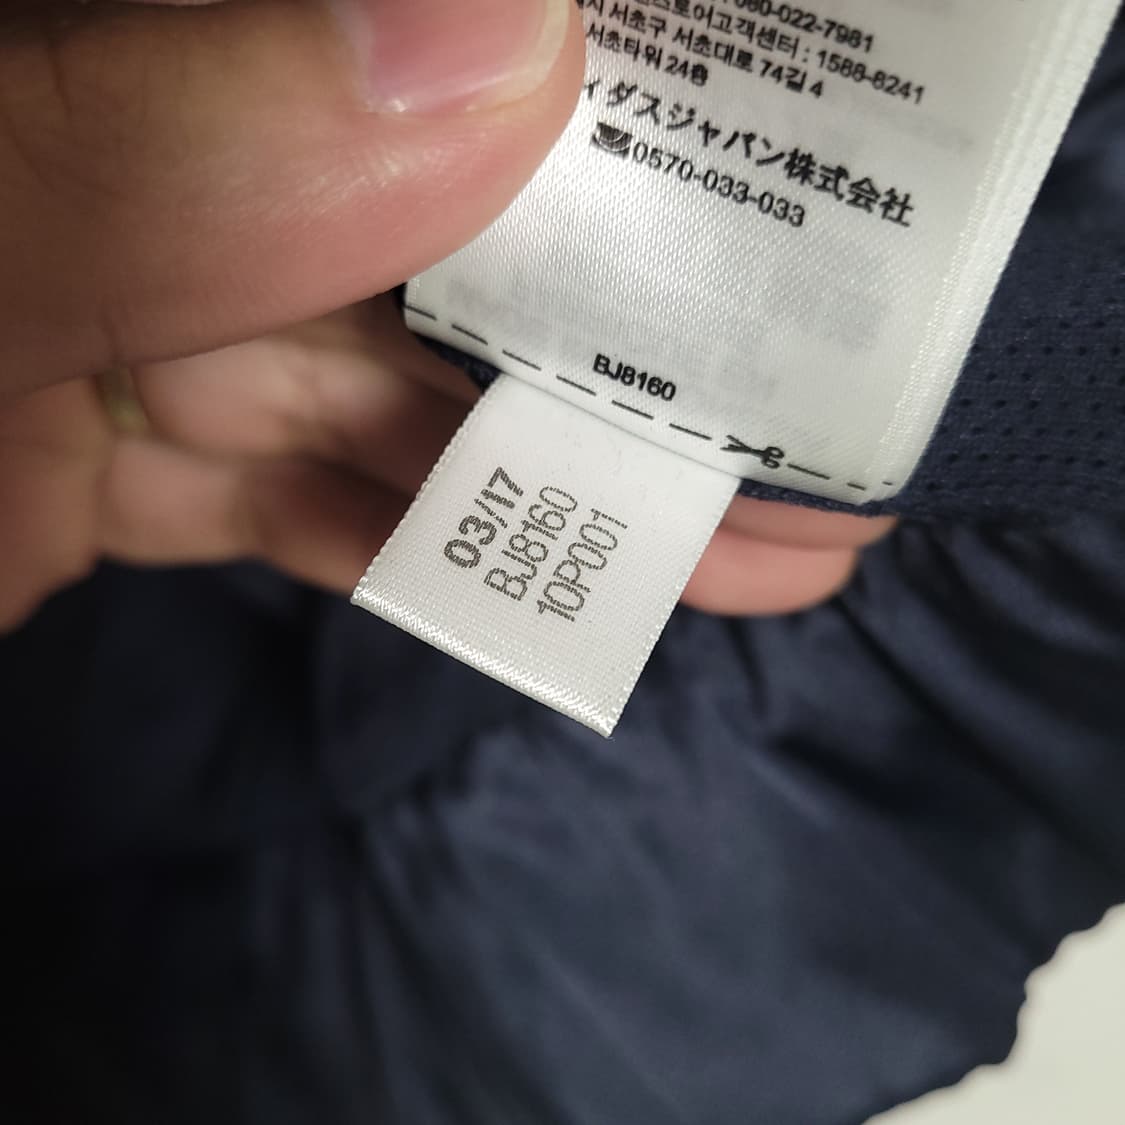 080-022-7981
스토어고객센터 : 1588-8241
서초구 서초대로 74길 4
서초타워 24층
ィダスジャパン株式会社
☎0570-033-033
BJ8160
03/17
BJ8160
10P001